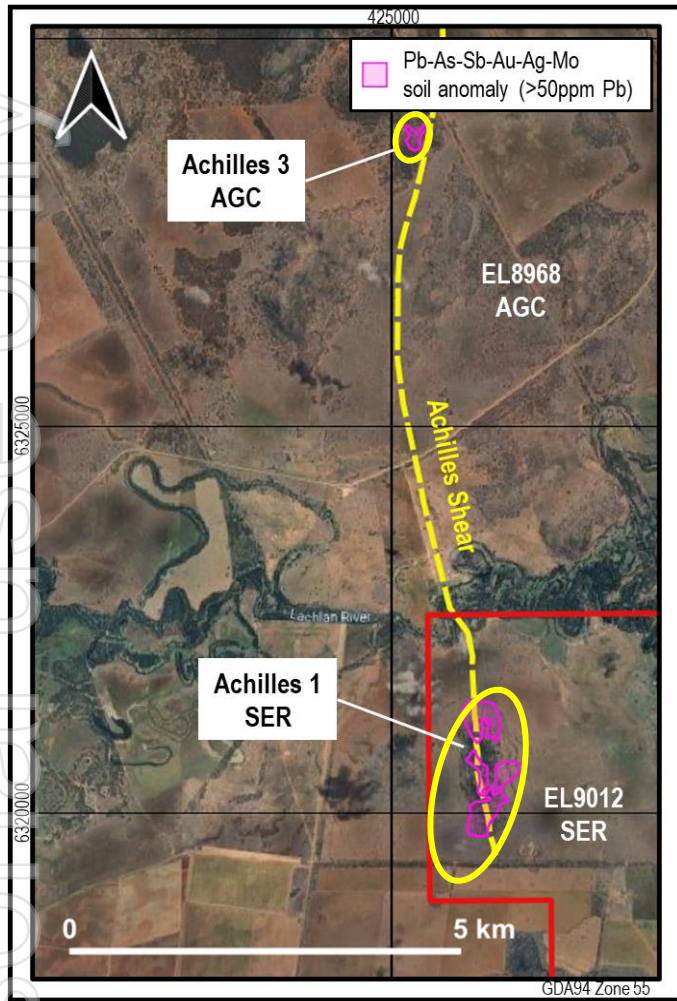 425000
Pb-As-Sb-Au-Ag-Mo
soil anomaly (>50ppm Pb)
Achilles 3
AGC
EL8968
AGC
6325000
Achilles Shear
Lachlan River
Achilles 1
SER
6320000
EL9012
SER
0
5 km
GDA94 Zone 55